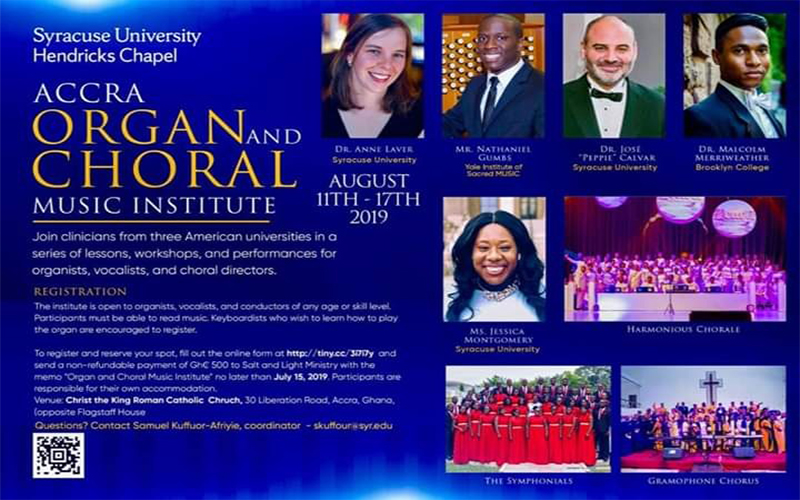 Syracuse University
Hendricks Chapel
ACCRA
ORGAN AND
CHORAL
MUSIC INSTITUTE
AUGUST
11TH - 17TH
2019
Join clinicians from three American universities in a
series of lessons, workshops, and performances for
organists, vocalists, and choral directors.
REGISTRATION
The institute is open to organists, vocalists, and conductors of any age or skill level.
Participants must be able to read music. Keyboardists who wish to learn how to play
the organ are encouraged to register.
To register and reserve your spot, fill out the online form at http://tiny.cc/3i7i7y and
send a non-refundable payment of Gh₵ 500 to Salt and Light Ministry with the
memo "Organ and Choral Music Institute" no later than July 15, 2019. Participants are
responsible for their own accommodation.
Venue: Christ the King Roman Catholic Chruch, 30 Liberation Road, Accra, Ghana,
(opposite Flagstaff House
Questions? Contact Samuel Kuffuor-Afriyie, coordinator - skuffour@syr.edu
DR. ANNE LAVER
Syracuse University
MR. NATHANIEL
GUMBS
Yale Institute of
Sacred MUSIC
DR. JOSÉ
"PEPPIE" CALVAR
Syracuse University
DR. MALCOLM
MERRIWEATHER
Brooklyn College
MS. JESSICA
MONTGOMERY
Syracuse University
HARMONIOUS CHORALE
THE SYMPHONIALS
GRAMOPHONE CHORUS